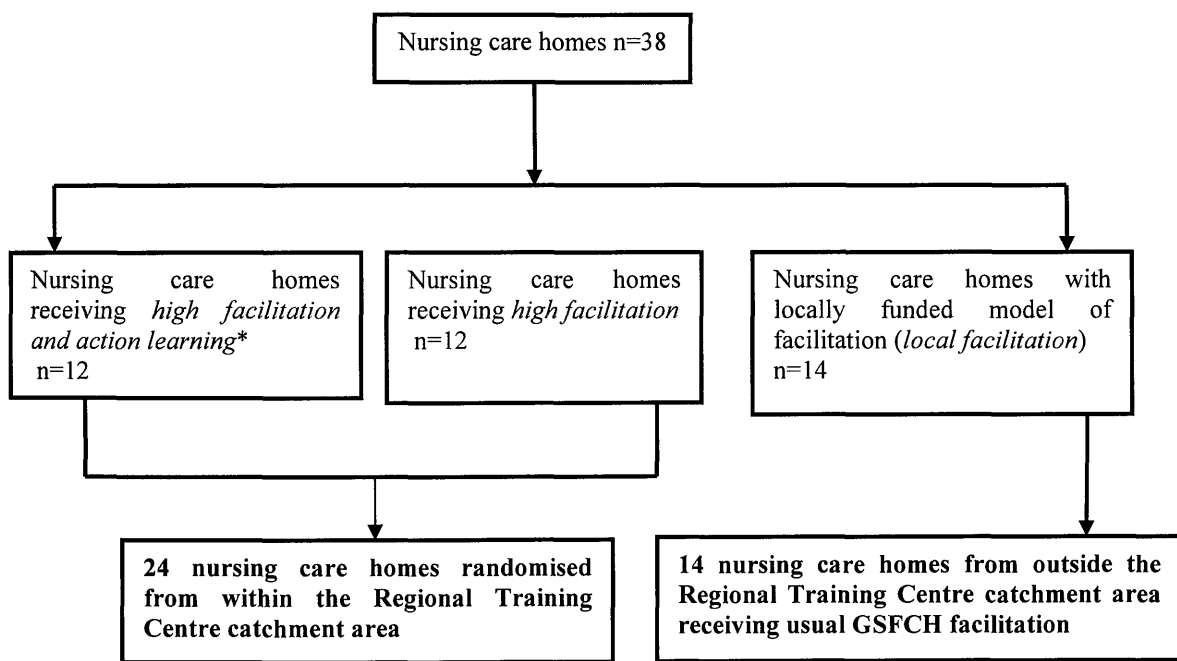 Nursing care homes n=38
Nursing care homes
receiving high facilitation
and action learning*
n=12
Nursing care homes
receiving high facilitation
n=12
Nursing care homes with
locally funded model of
facilitation (local facilitation)
n=14
24 nursing care homes randomised
from within the Regional Training
Centre catchment area
14 nursing care homes from outside the
Regional Training Centre catchment area
receiving usual GSFCH facilitation